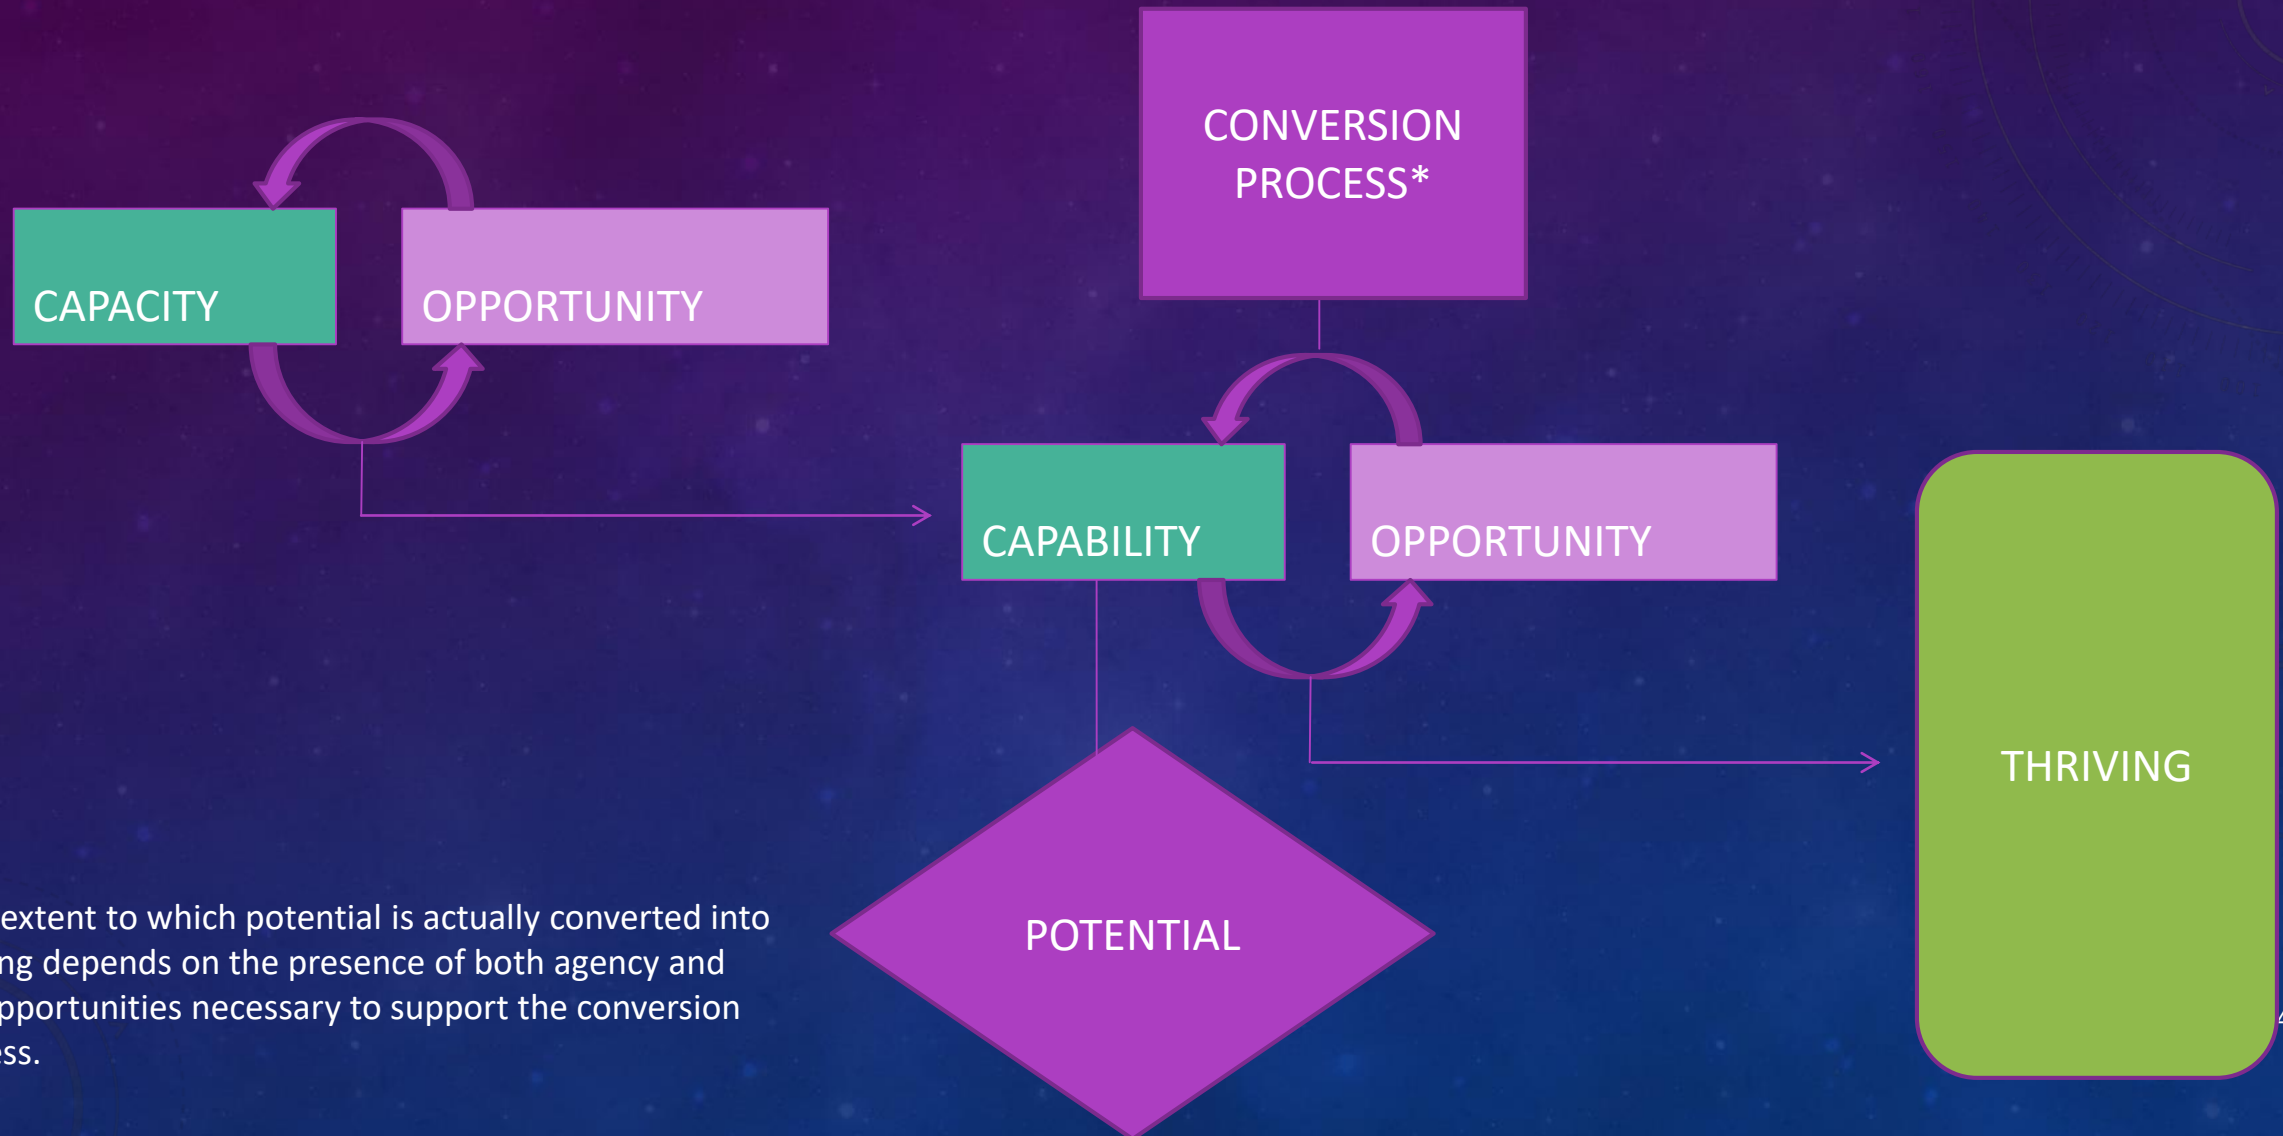 CONVERSION
PROCESS*
CAPACITY
OPPORTUNITY
CAPABILITY
OPPORTUNITY
THRIVING
POTENTIAL
extent to which potential is actually converted into
ng depends on the presence of both agency and
pportunities necessary to support the conversion
ess.